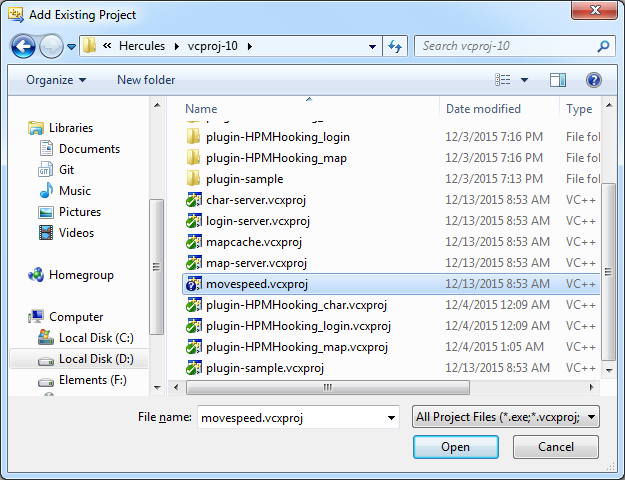 Add Existing Project
« Hercules ▸ vcproj-10 ▸
Search vcproj-10
Organize
New folder
Name Date modified Type
Libraries
Documents
Git
Music
Pictures
Videos
Homegroup
Computer
Local Disk (C:)
Local Disk (D:)
Elements (F:)
plugin-HPMHooking_login 12/3/2015 7:16 PM File fol
plugin-HPMHooking_map 12/3/2015 7:16 PM File fol
plugin-sample 12/3/2015 7:13 PM File fol
char-server.vcxproj 12/13/2015 8:53 AM VC++
login-server.vcxproj 12/13/2015 8:53 AM VC++
mapcache.vcxproj 12/13/2015 8:53 AM VC++
map-server.vcxproj 12/13/2015 8:53 AM VC++
movespeed.vcxproj 12/13/2015 8:53 AM VC++
plugin-HPMHooking_char.vcxproj 12/4/2015 12:09 AM VC++
plugin-HPMHooking_login.vcxproj 12/4/2015 12:09 AM VC++
plugin-HPMHooking_map.vcxproj 12/4/2015 1:05 AM VC++
plugin-sample.vcxproj 12/13/2015 8:53 AM VC++
File name: movespeed.vcxproj
All Project Files (*.exe;*.vcxproj;
Open
Cancel